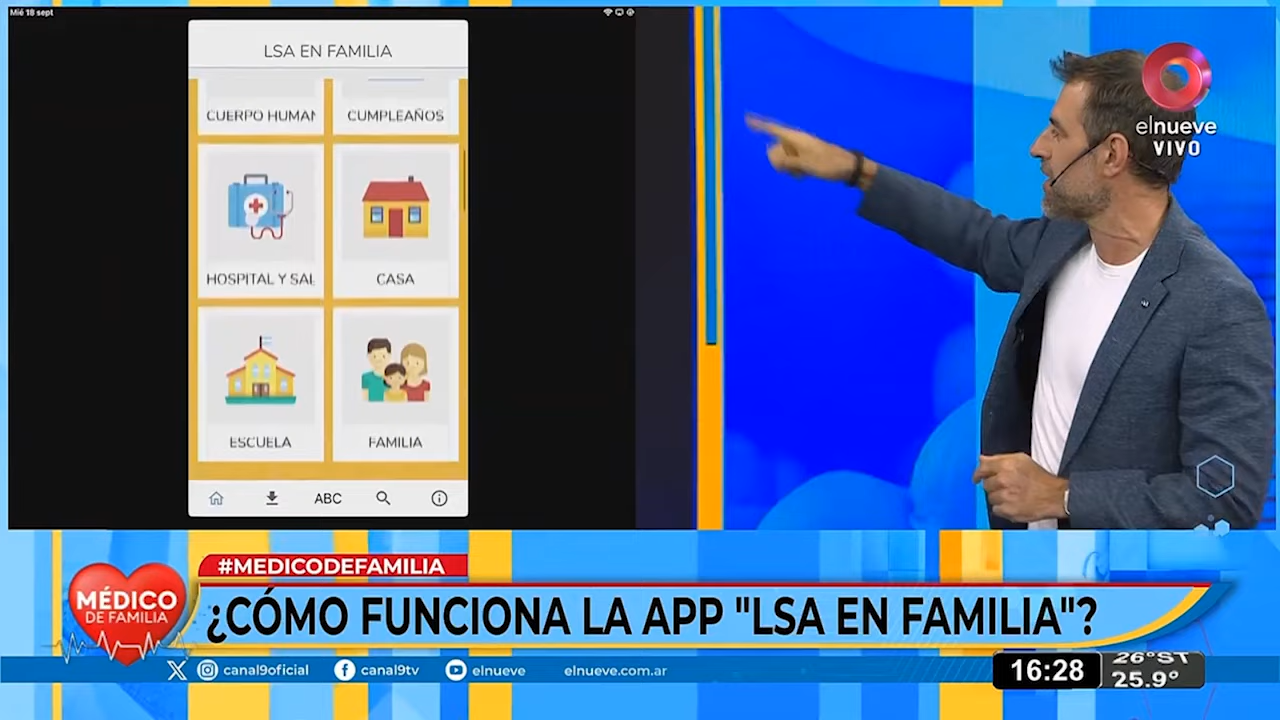 Mié 18 sept
LSA EN FAMILIA
CUERPO HUMAN
CUMPLEAÑOS
HOSPITAL Y SAL
CASA
ESCUELA
FAMILIA
ABC
elnueve
VIVO
#MEDICODEFAMILIA
MÉDICO
DE FAMILIA
¿CÓMO FUNCIONA LA APP "LSA EN FAMILIA"?
canal9oficial
canal9tv
elnueve
elnueve.com.ar
16:28
26°ST
25.9°